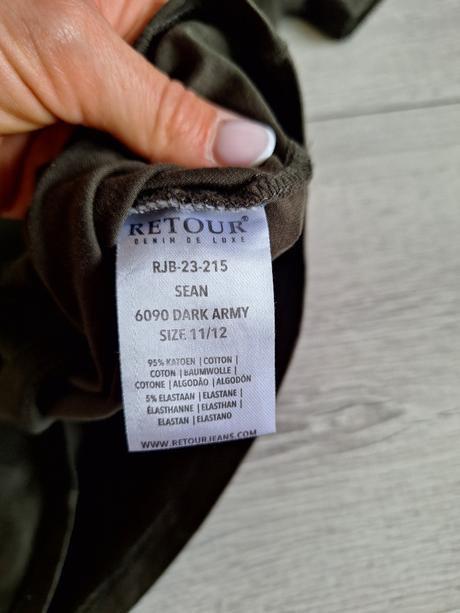 RETOUR®
DENIM DE LUXE
RJB-23-215
SEAN
6090 DARK ARMY
SIZE 11/12
95% KATOEN | COTTON |
COTON | BAUMWOLLE |
COTONE | ALGODÃO | ALGODÓN
5% ELASTAAN | ELASTANE |
ÉLASTHANNE | ELASTHAN |
ELASTAN | ELASTANO
WWW.RETOURJEANS.COM